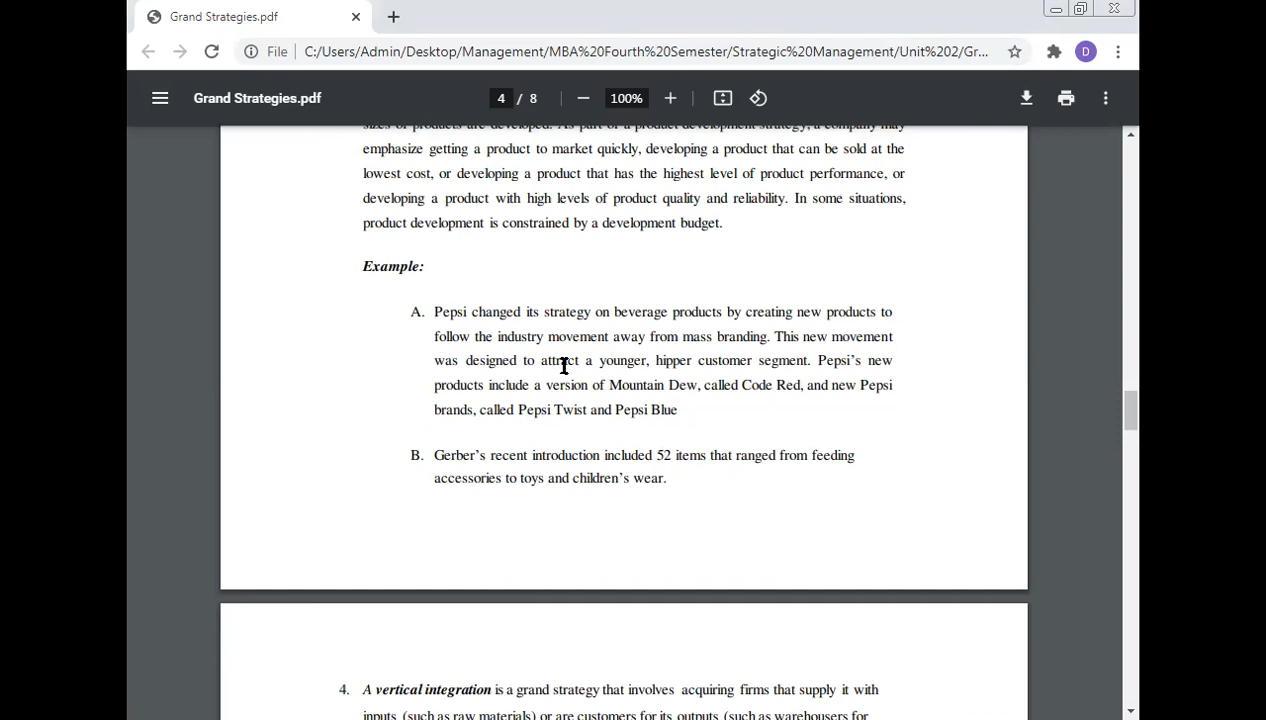 Grand Strategies.pdf
File C:/Users/Admin/Desktop/Management/MBA%20Fourth%20Semester/Strategic%20Management/Unit%202/Gr...
D
Grand Strategies.pdf 4 / 8 100%
sizes of products are developed. As part of a product development strategy, a company may
emphasize getting a product to market quickly, developing a product that can be sold at the
lowest cost, or developing a product that has the highest level of product performance, or
developing a product with high levels of product quality and reliability. In some situations,
product development is constrained by a development budget.
Example:
A. Pepsi changed its strategy on beverage products by creating new products to
follow the industry movement away from mass branding. This new movement
was designed to attract a younger, hipper customer segment. Pepsi's new
products include a version of Mountain Dew, called Code Red, and new Pepsi
brands, called Pepsi Twist and Pepsi Blue
B. Gerber's recent introduction included 52 items that ranged from feeding
accessories to toys and children's wear.
4. A vertical integration is a grand strategy that involves acquiring firms that supply it with
inputs (such as raw materials) or are customers for its outputs (such as warehousers for